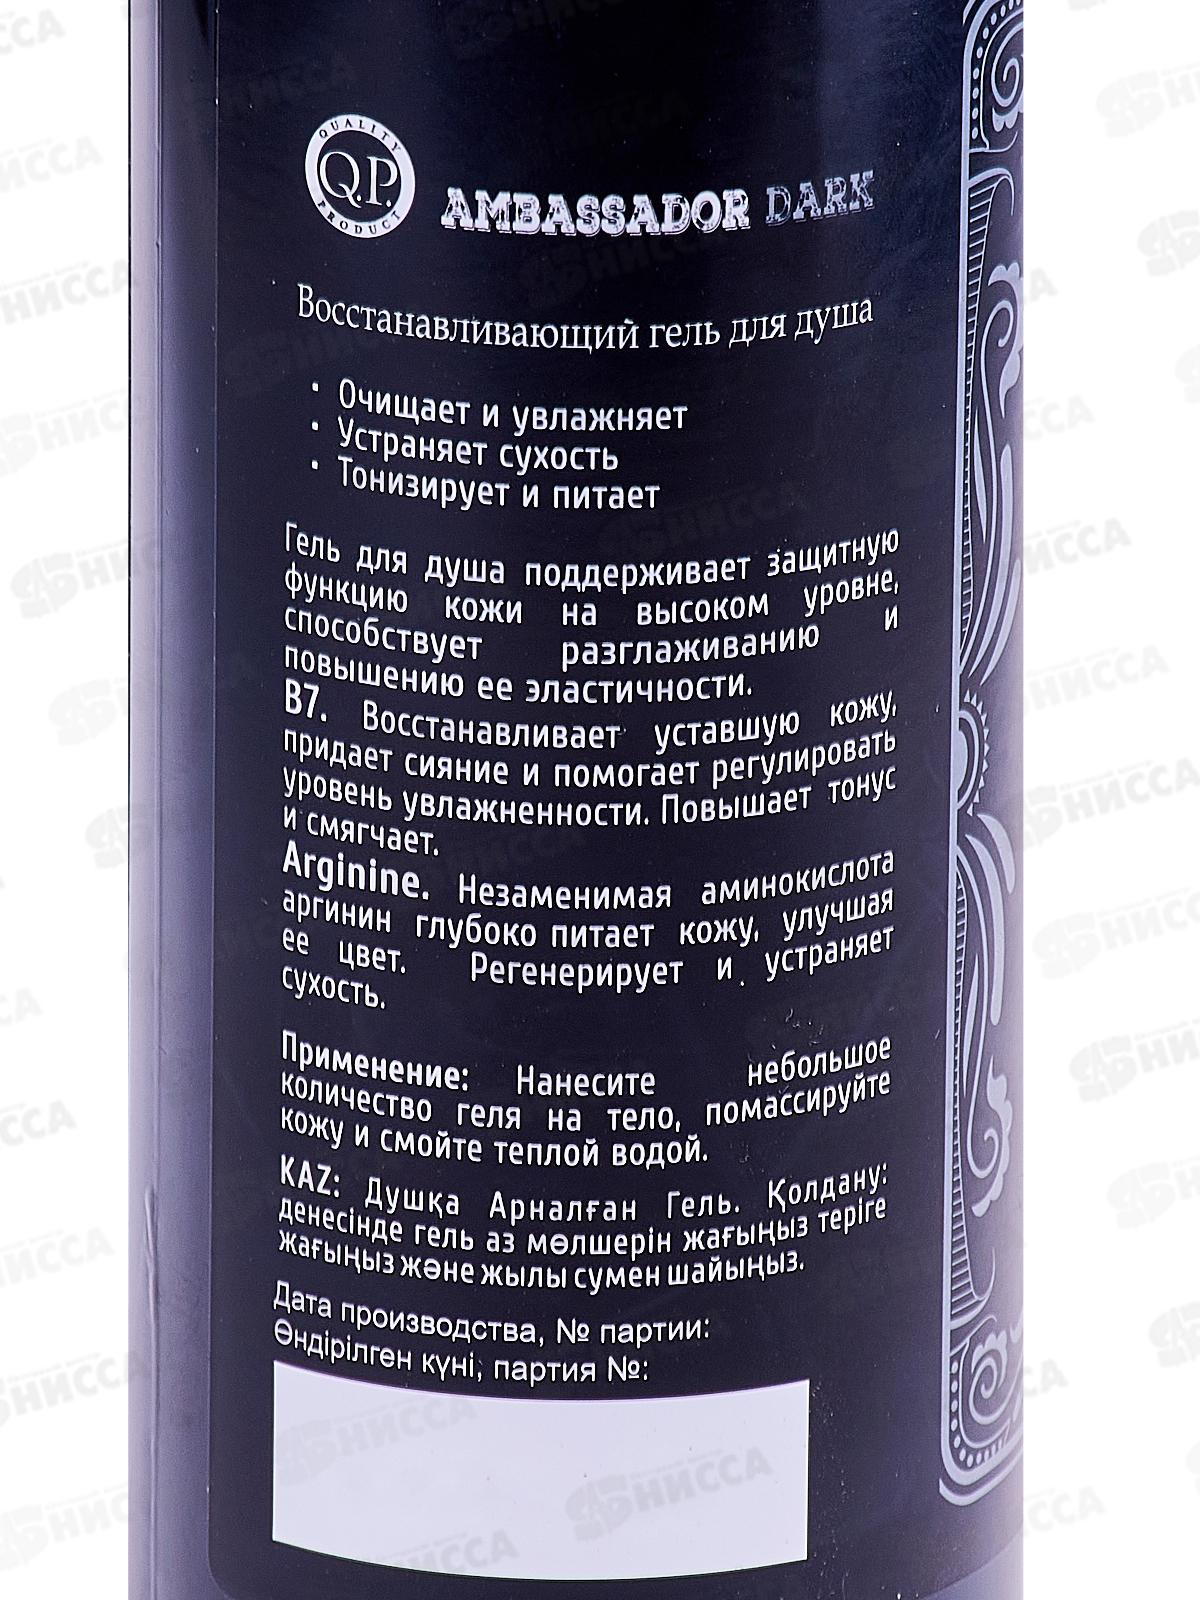 QUALITY
Q.P.
PRODUCT
AMBASSADOR DARK
Восстанавливающий гель для душа
· Очищает и увлажняет
· Устраняет сухость
· Тонизирует и питает
Гель для душа поддерживает защитную
функцию кожи на высоком уровне,
способствует разглаживанию и
повышению ее эластичности.
B7. Восстанавливает уставшую кожу,
придает сияние и помогает регулировать
уровень увлажненности. Повышает тонус
и смягчает.
Arginine. Незаменимая аминокислота
аргинин глубоко питает кожу, улучшая
ее цвет. Регенерирует и устраняет
сухость.
Применение: Нанесите небольшое
количество геля на тело, помассируйте
кожу и смойте теплой водой.
KAZ: Душқа Арналған Гель. Қолдану:
денесінде гель аз мөлшерін жағыңыз теріге
жағыңыз және жылы сумен шайыңыз.
Дата производства, № партии:
Өндірілген күні, партия №: